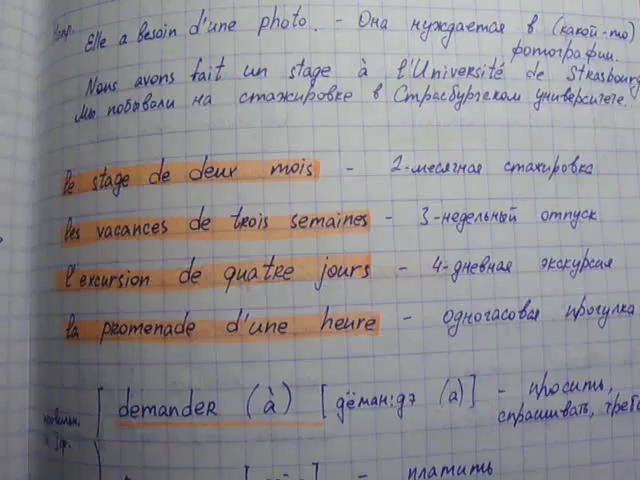 Elle a besoin d'une photo. - Она нуждается в (какой-то)
фотографии.
Nous avons fait un stage à l'Université de Strasbourg
Мы побывали на стажировке в Страсбургском университете.
le stage de deux mois - 2-месячная стажировка
les vacances de trois semaines - 3-недельный отпуск
l'excursion de quatre jours - 4-дневная экскурсия
la promenade d'une heure - одночасовая прогулка
[ demander (à) [дёман:дэ (а)] - просить,
спрашивать,
- платить